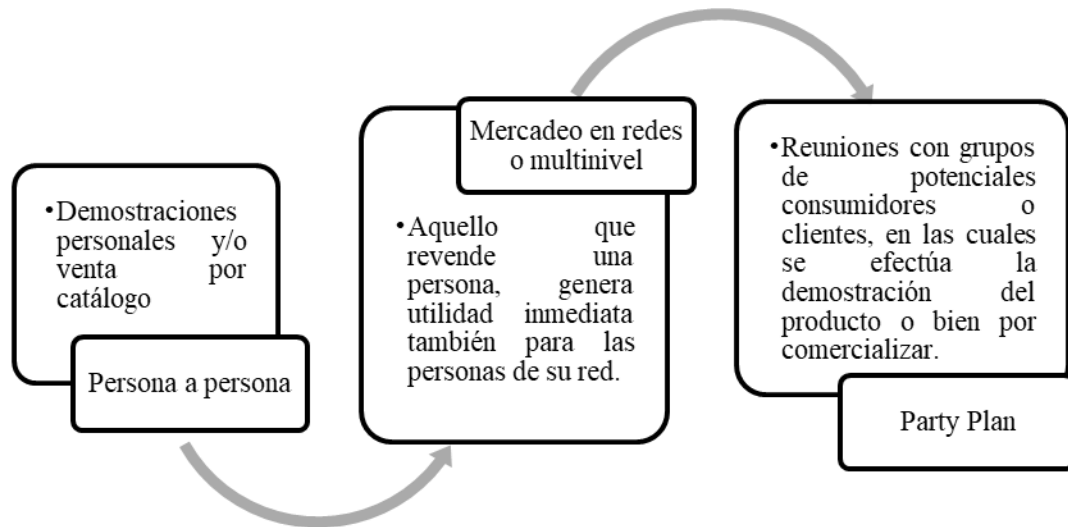 •Demostraciones
personales y/o
venta por
catálogo
Persona a persona
Mercadeo en redes
o multinivel
•Aquello que
revende una
persona, genera
utilidad inmediata
también para las
personas de su red.
•Reuniones con grupos
de potenciales
consumidores o
clientes, en las cuales
se efectúa la
demostración del
producto o bien por
comercializar.
Party Plan